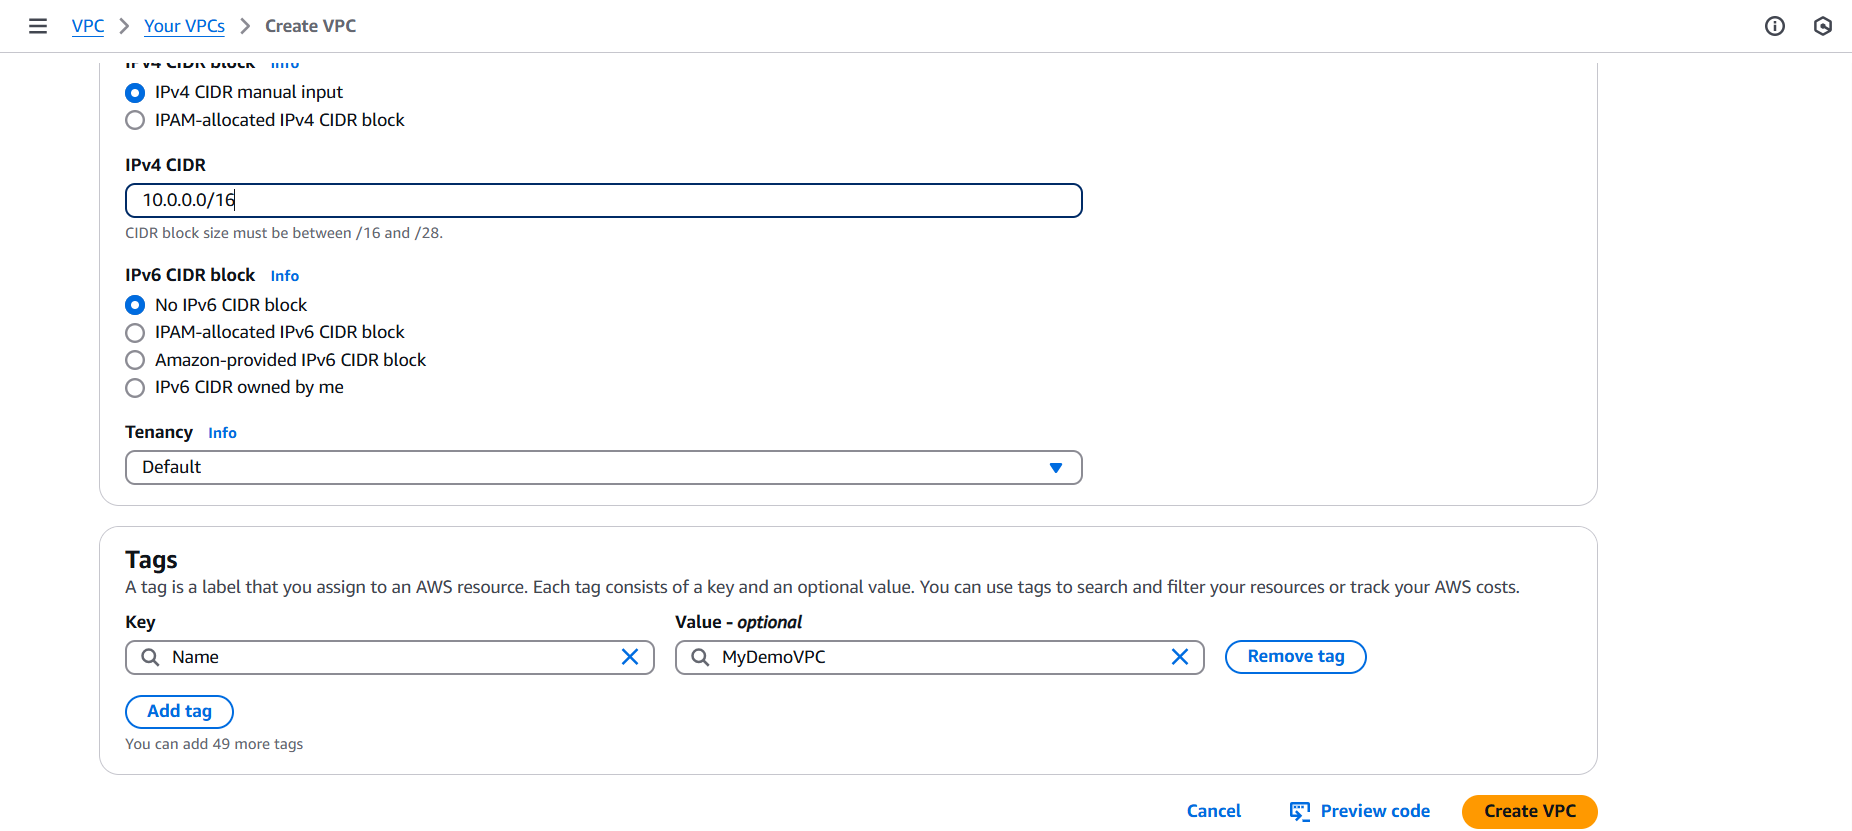 VPC > Your VPCs > Create VPC
IPv4 CIDR block Info
IPv4 CIDR manual input
IPAM-allocated IPv4 CIDR block
IPv4 CIDR
10.0.0.0/16
CIDR block size must be between /16 and /28.
IPv6 CIDR block Info
No IPv6 CIDR block
IPAM-allocated IPv6 CIDR block
Amazon-provided IPv6 CIDR block
IPv6 CIDR owned by me
Tenancy Info
Default
Tags
A tag is a label that you assign to an AWS resource. Each tag consists of a key and an optional value. You can use tags to search and filter your resources or track your AWS costs.
Key Value - optional
Name MyDemoVPC Remove tag
Add tag
You can add 49 more tags
Cancel Preview code Create VPC